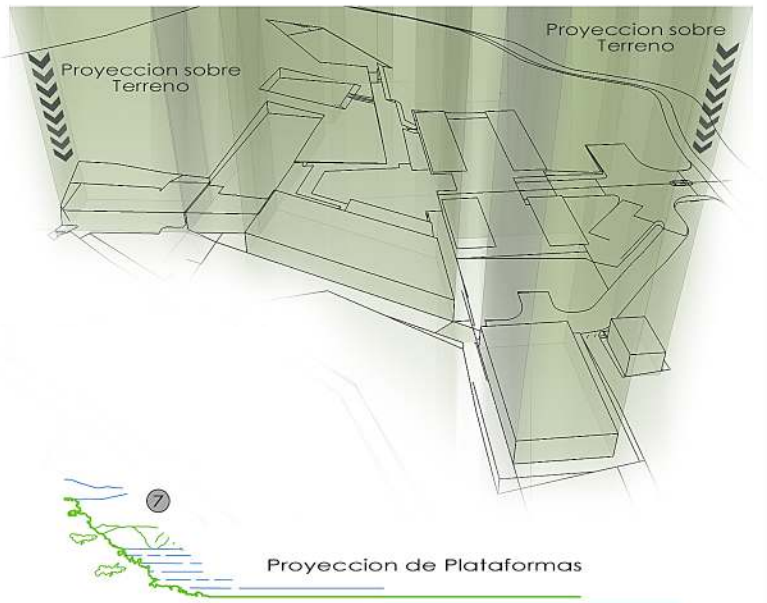 Proyeccion sobre
Terreno
Proyeccion sobre
Terreno
7
Proyeccion de Plataformas